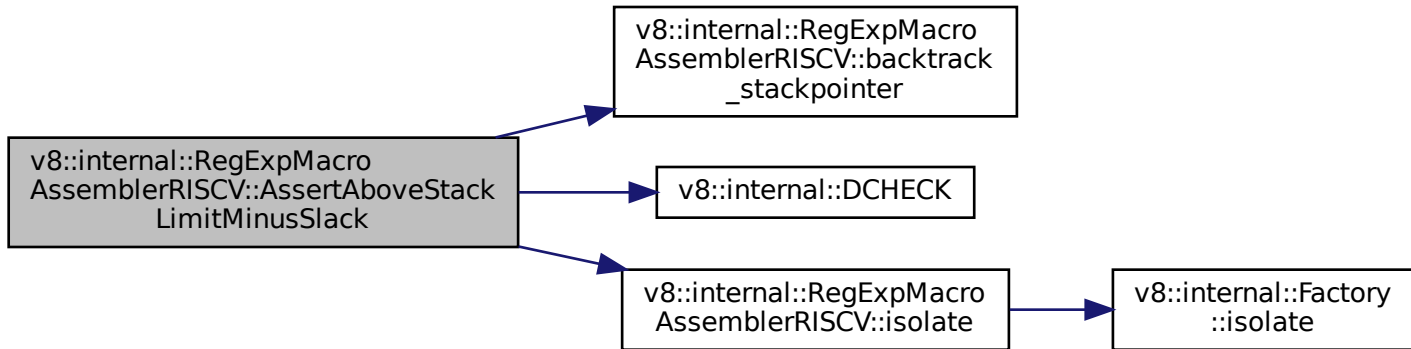 v8::internal::RegExpMacro
AssemblerRISCV::backtrack
_stackpointer
v8::internal::RegExpMacro
AssemblerRISCV::AssertAboveStack
LimitMinusSlack
v8::internal::DCHECK
v8::internal::RegExpMacro
AssemblerRISCV::isolate
v8::internal::Factory
::isolate